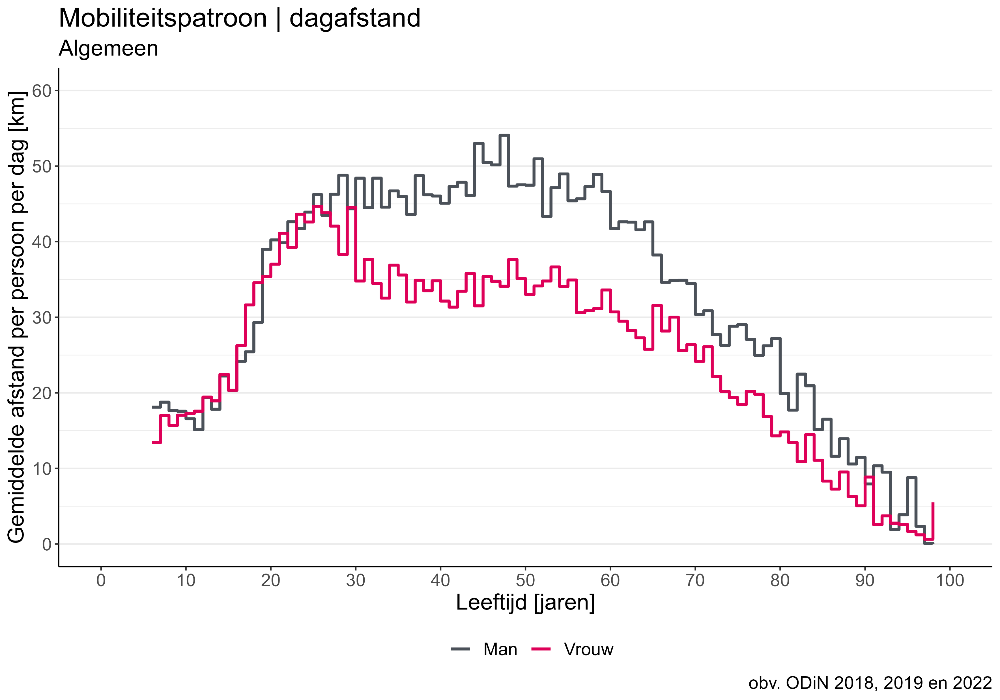 Mobiliteitspatroon | dagafstand
Algemeen
Gemiddelde afstand per persoon per dag [km]
60
50
40
30
20
10
0
0 10 20 30 40 50 60 70 80 90 100
Leeftijd [jaren]
Man Vrouw
obv. ODiN 2018, 2019 en 2022